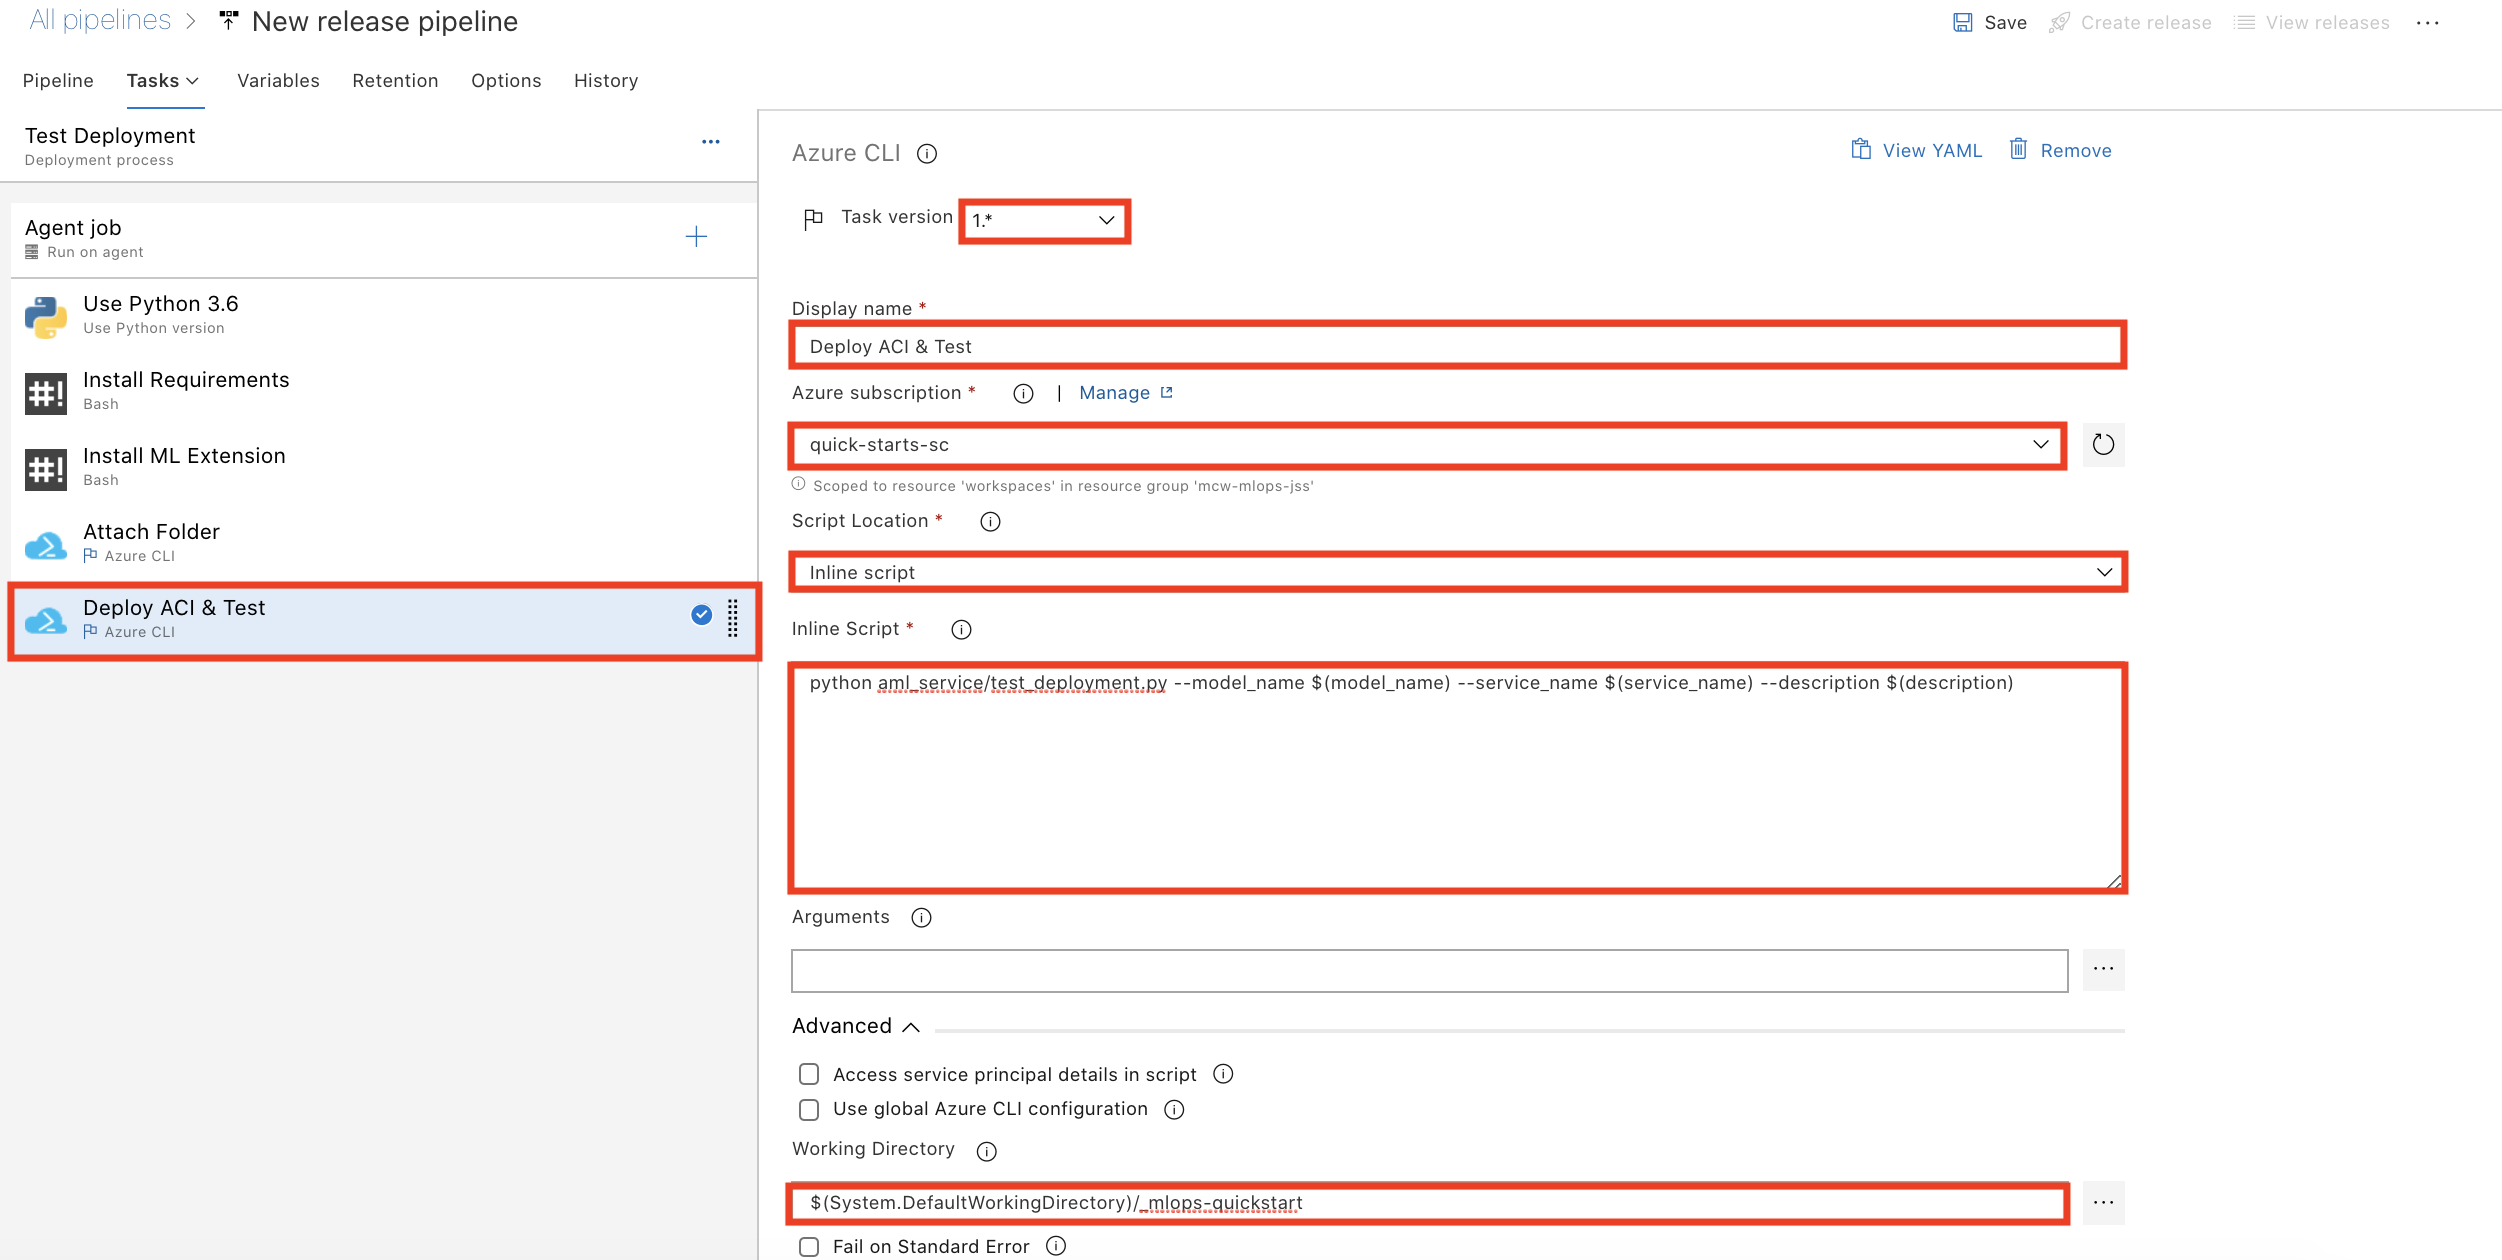 All pipelines > New release pipeline
Save Create release View releases ...
Pipeline Tasks Variables Retention Options History
Test Deployment
Deployment process
...
Agent job
Run on agent
Use Python 3.6
Use Python version
Install Requirements
Bash
Install ML Extension
Bash
Attach Folder
Azure CLI
Deploy ACI & Test
Azure CLI
Azure CLI
View YAML Remove
Task version 1.*
Display name *
Deploy ACI & Test
Azure subscription * | Manage
quick-starts-sc
Scoped to resource 'workspaces' in resource group 'mcw-mlops-jss'
Script Location *
Inline script
Inline Script *
python aml_service/test_deployment.py --model_name $(model_name) --service_name $(service_name) --description $(description)
Arguments
...
Advanced
Access service principal details in script
Use global Azure CLI configuration
Working Directory
$(System.DefaultWorkingDirectory)/_mlops-quickstart
...
Fail on Standard Error